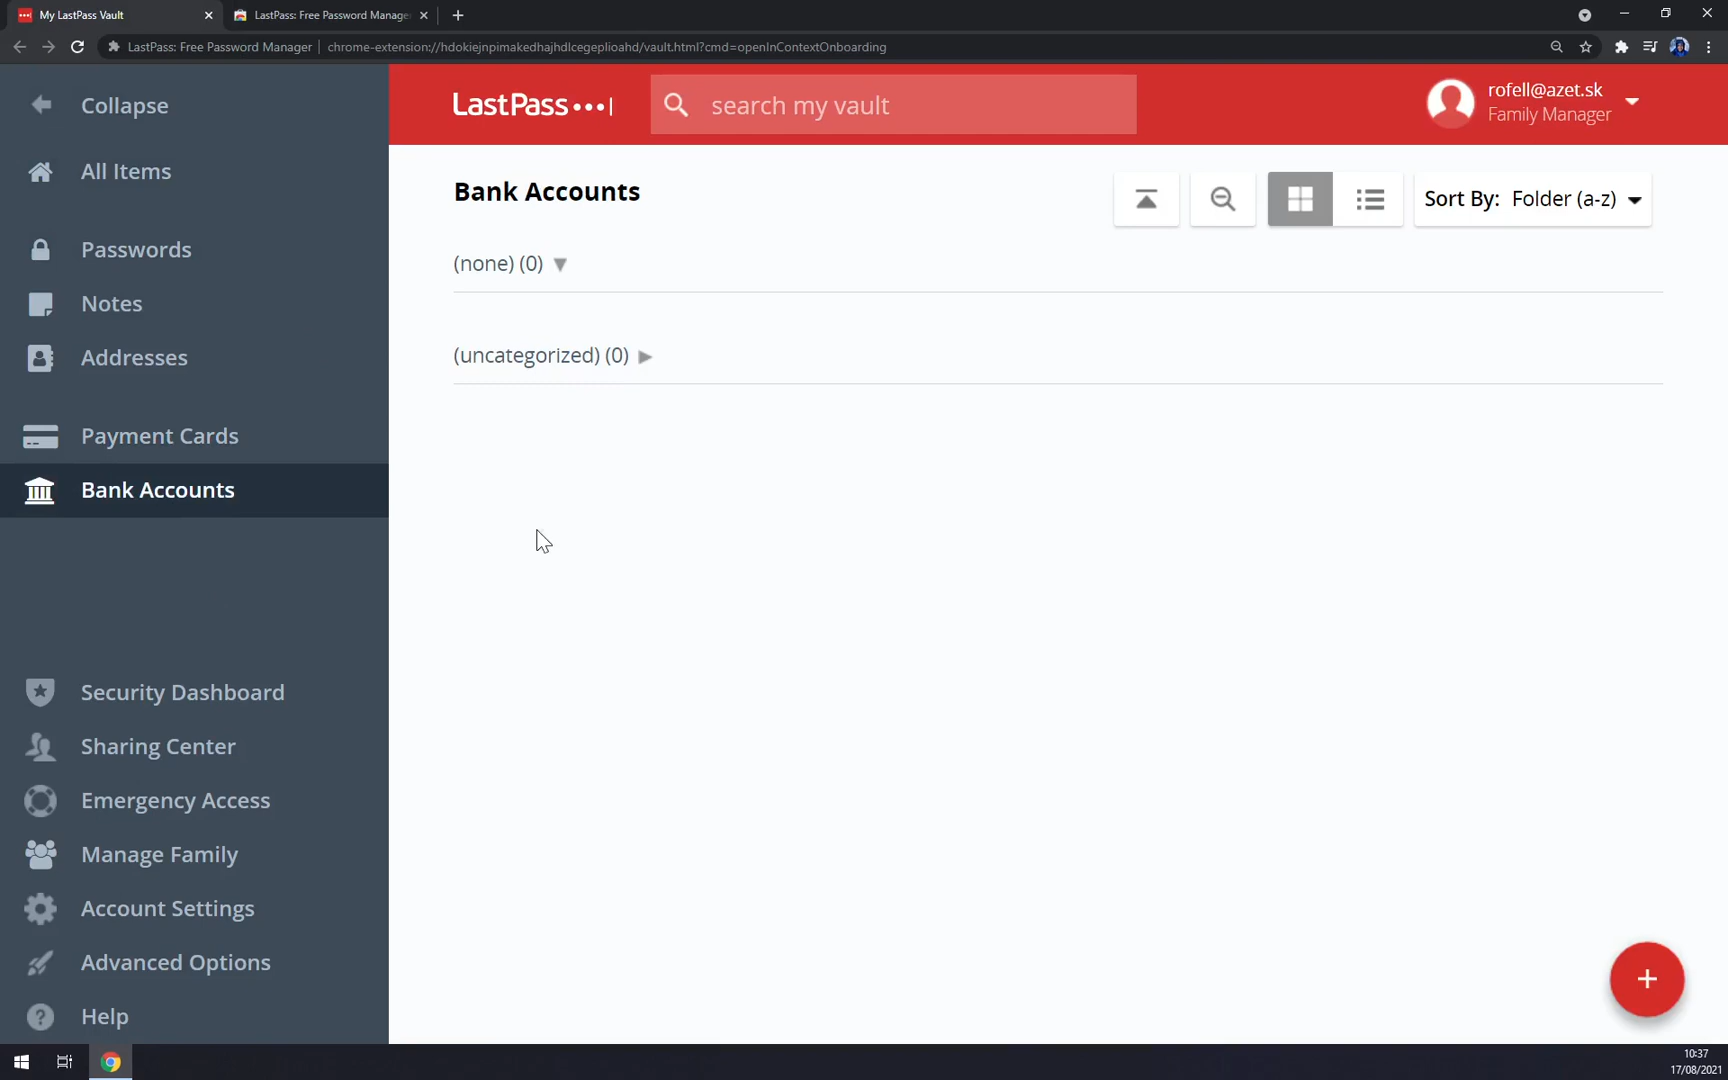 My LastPass Vault
LastPass: Free Password Manage
LastPass: Free Password Manager
chrome-extension://hdokiejnpimakedhajhdlcegeplioahd/vault.html?cmd=openInContextOnboarding
Collapse
LastPass
search my vault
rofell@azet.sk
Family Manager
All Items
Bank Accounts
Sort By: Folder (a-z)
Passwords
(none) (0)
Notes
Addresses
(uncategorized) (0)
Payment Cards
Bank Accounts
Security Dashboard
Sharing Center
Emergency Access
Manage Family
Account Settings
Advanced Options
Help
10:37
17/08/2021